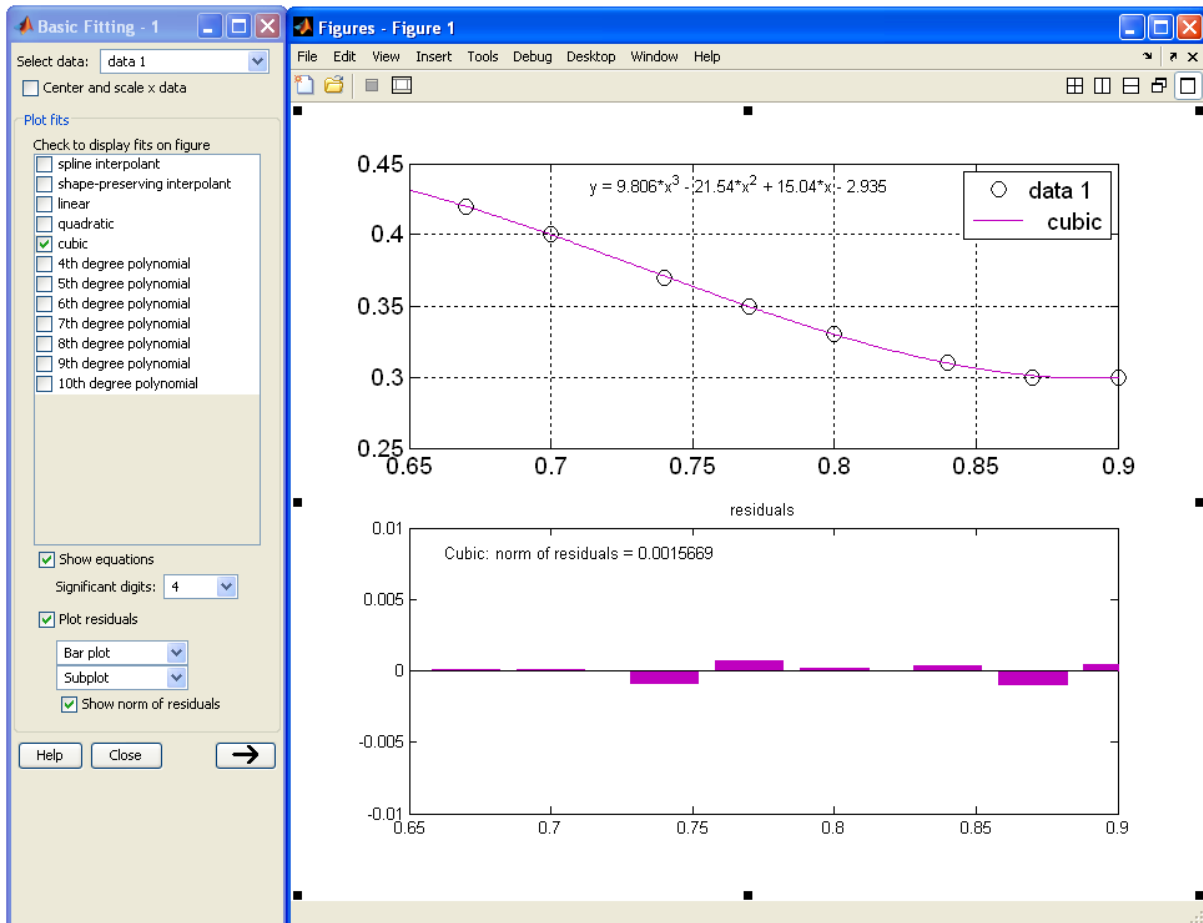 Basic Fitting - 1
Select data: data 1
Center and scale x data
Plot fits
Check to display fits on figure
spline interpolant
shape-preserving interpolant
linear
quadratic
cubic
4th degree polynomial
5th degree polynomial
6th degree polynomial
7th degree polynomial
8th degree polynomial
9th degree polynomial
10th degree polynomial
Show equations
Significant digits: 4
Plot residuals
Bar plot
Subplot
Show norm of residuals
Help Close
Figures - Figure 1
File Edit View Insert Tools Debug Desktop Window Help
0.45
y = 9.806*x³ - 21.54*x² + 15.04*x - 2.935
data 1
cubic
0.4
0.35
0.3
0.25
0.65 0.7 0.75 0.8 0.85 0.9
residuals
0.01
Cubic: norm of residuals = 0.0015669
0.005
0
-0.005
-0.01
0.65 0.7 0.75 0.8 0.85 0.9